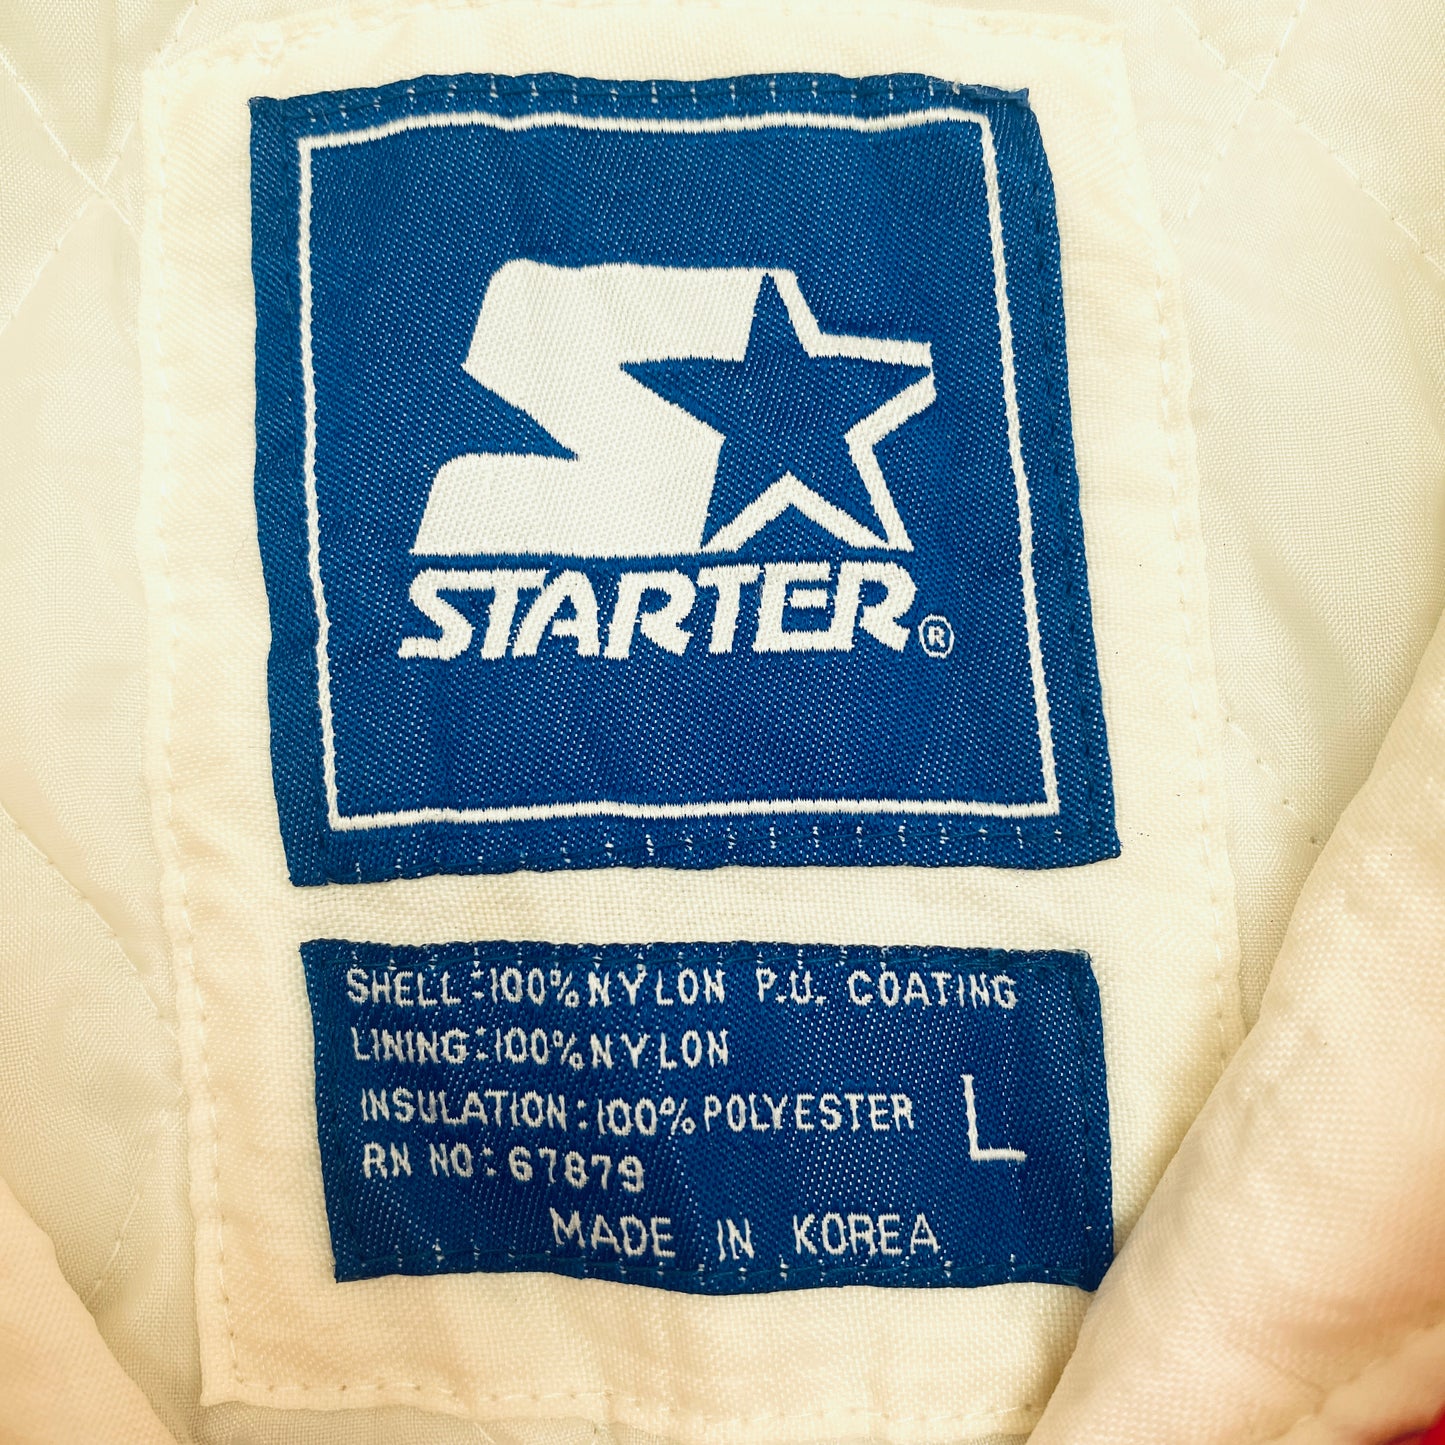 STARTER®
SHELL:100%NYLON P.U. COATING
LINING:100%NYLON
INSULATION:100%POLYESTER
L
RN NO:67879
MADE IN KOREA